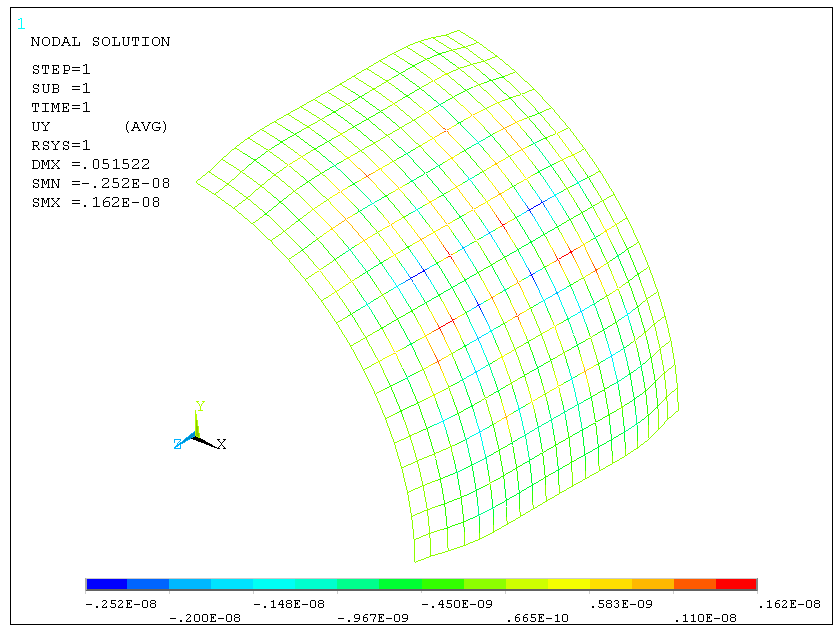 1
NODAL SOLUTION
STEP=1
SUB =1
TIME=1
UY (AVG)
RSYS=1
DMX =.051522
SMN =-.252E-08
SMX =.162E-08
Y
Z X
-.252E-08 -.148E-08 -.450E-09 .583E-09 .162E-08
-.200E-08 -.967E-09 .665E-10 .110E-08